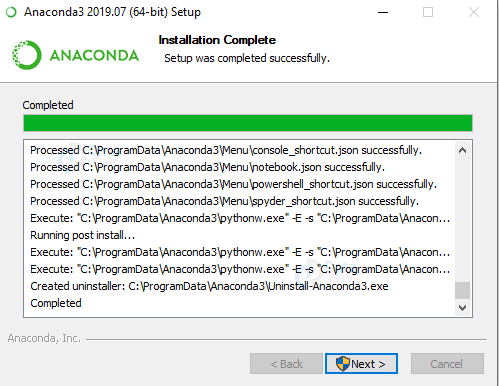 Anaconda3 2019.07 (64-bit) Setup
Installation Complete
Setup was completed successfully.
ANACONDA
Completed
Processed C:\ProgramData\Anaconda3\Menu\console_shortcut.json successfully.
Processed C:\ProgramData\Anaconda3\Menu\notebook.json successfully.
Processed C:\ProgramData\Anaconda3\Menu\powershell_shortcut.json successfully.
Processed C:\ProgramData\Anaconda3\Menu\spyder_shortcut.json successfully.
Execute: "C:\ProgramData\Anaconda3\pythonw.exe" -E -s "C:\ProgramData\Anacon...
Running post install...
Execute: "C:\ProgramData\Anaconda3\pythonw.exe" -E -s "C:\ProgramData\Anacon...
Execute: "C:\ProgramData\Anaconda3\pythonw.exe" -E -s "C:\ProgramData\Anacon...
Created uninstaller: C:\ProgramData\Anaconda3\Uninstall-Anaconda3.exe
Completed
Anaconda, Inc.
< Back Next > Cancel